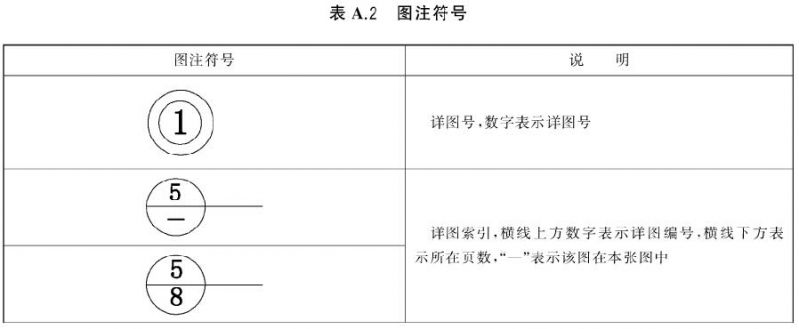 表 A.2 图注符号
图注符号
说 明
1
详图号,数字表示详图号
5
—
详图索引,横线上方数字表示详图编号,横线下方表
示所在页数,“—”表示该图在本张图中
5
8